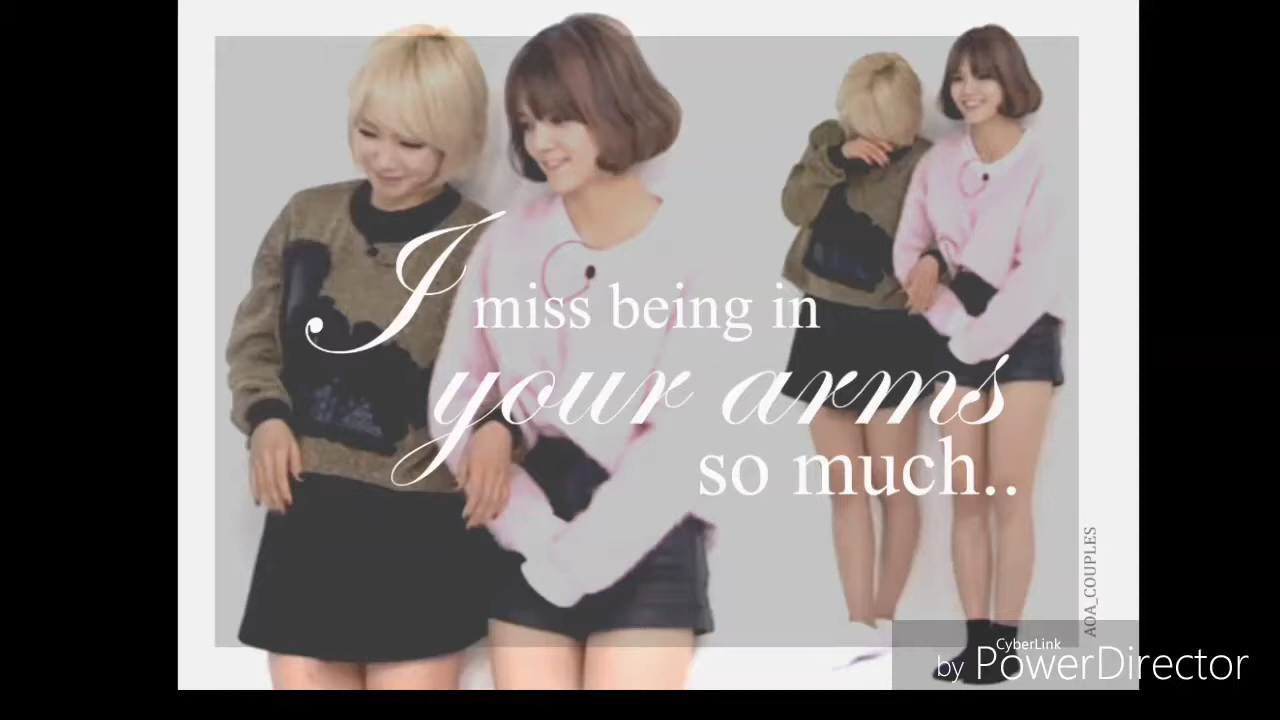 I miss being in
your arms
so much..
AOA_COUPLES
CyberLink
by PowerDirector